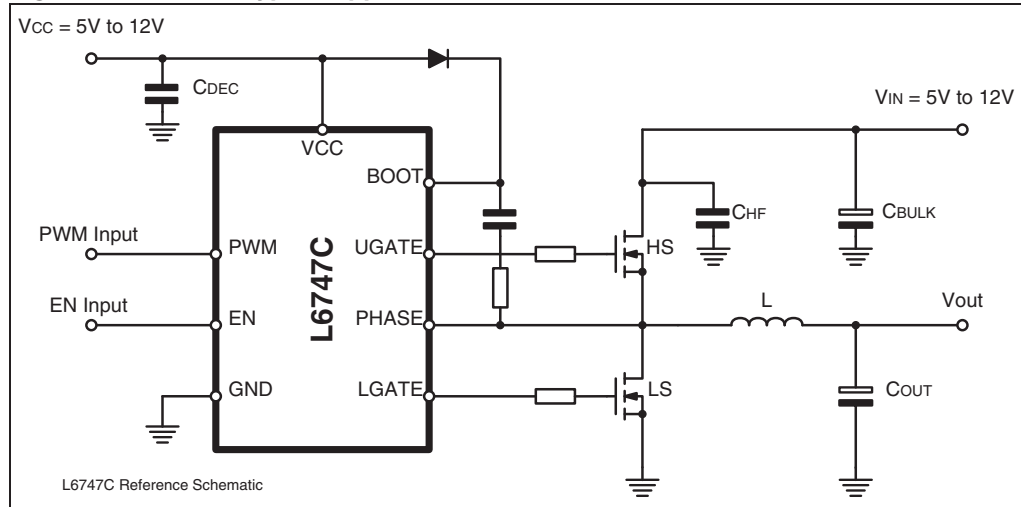 VCC = 5V to 12V
CDEC
VIN = 5V to 12V
VCC
BOOT
CHF
CBULK
PWM Input
PWM
UGATE
HS
L6747C
EN Input
EN
PHASE
L
Vout
GND
LGATE
LS
COUT
L6747C Reference Schematic